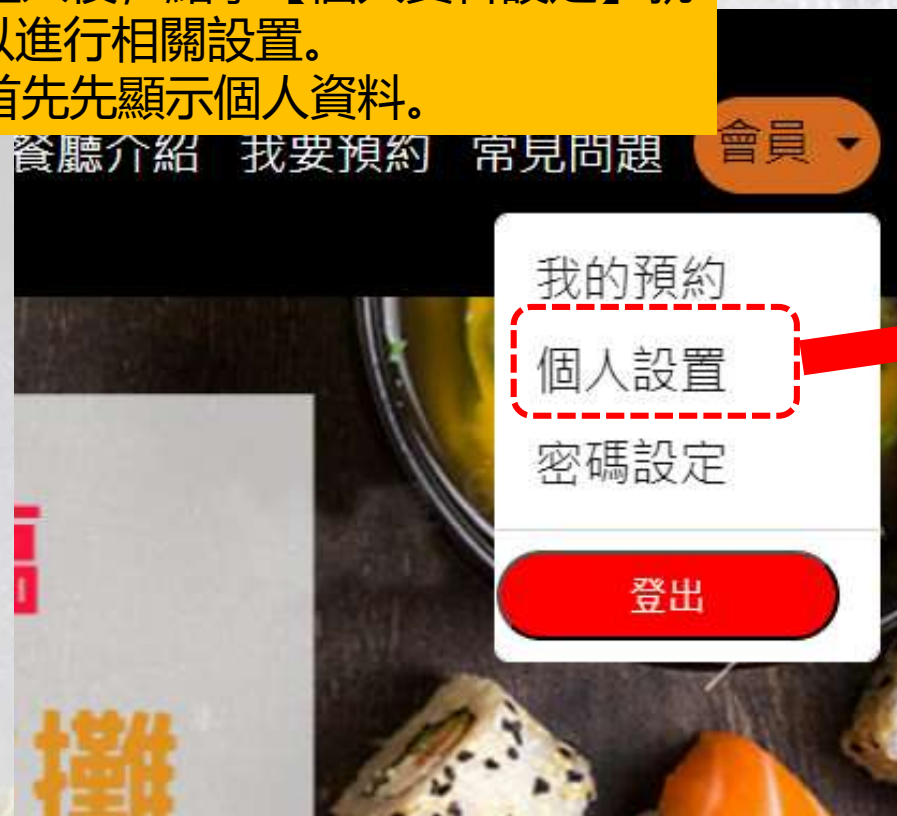 以進行相關設置。
首先先顯示個人資料。
餐廳介紹 我要預約 常見問題 會員
我的預約
個人設置
密碼設定
登出
攤